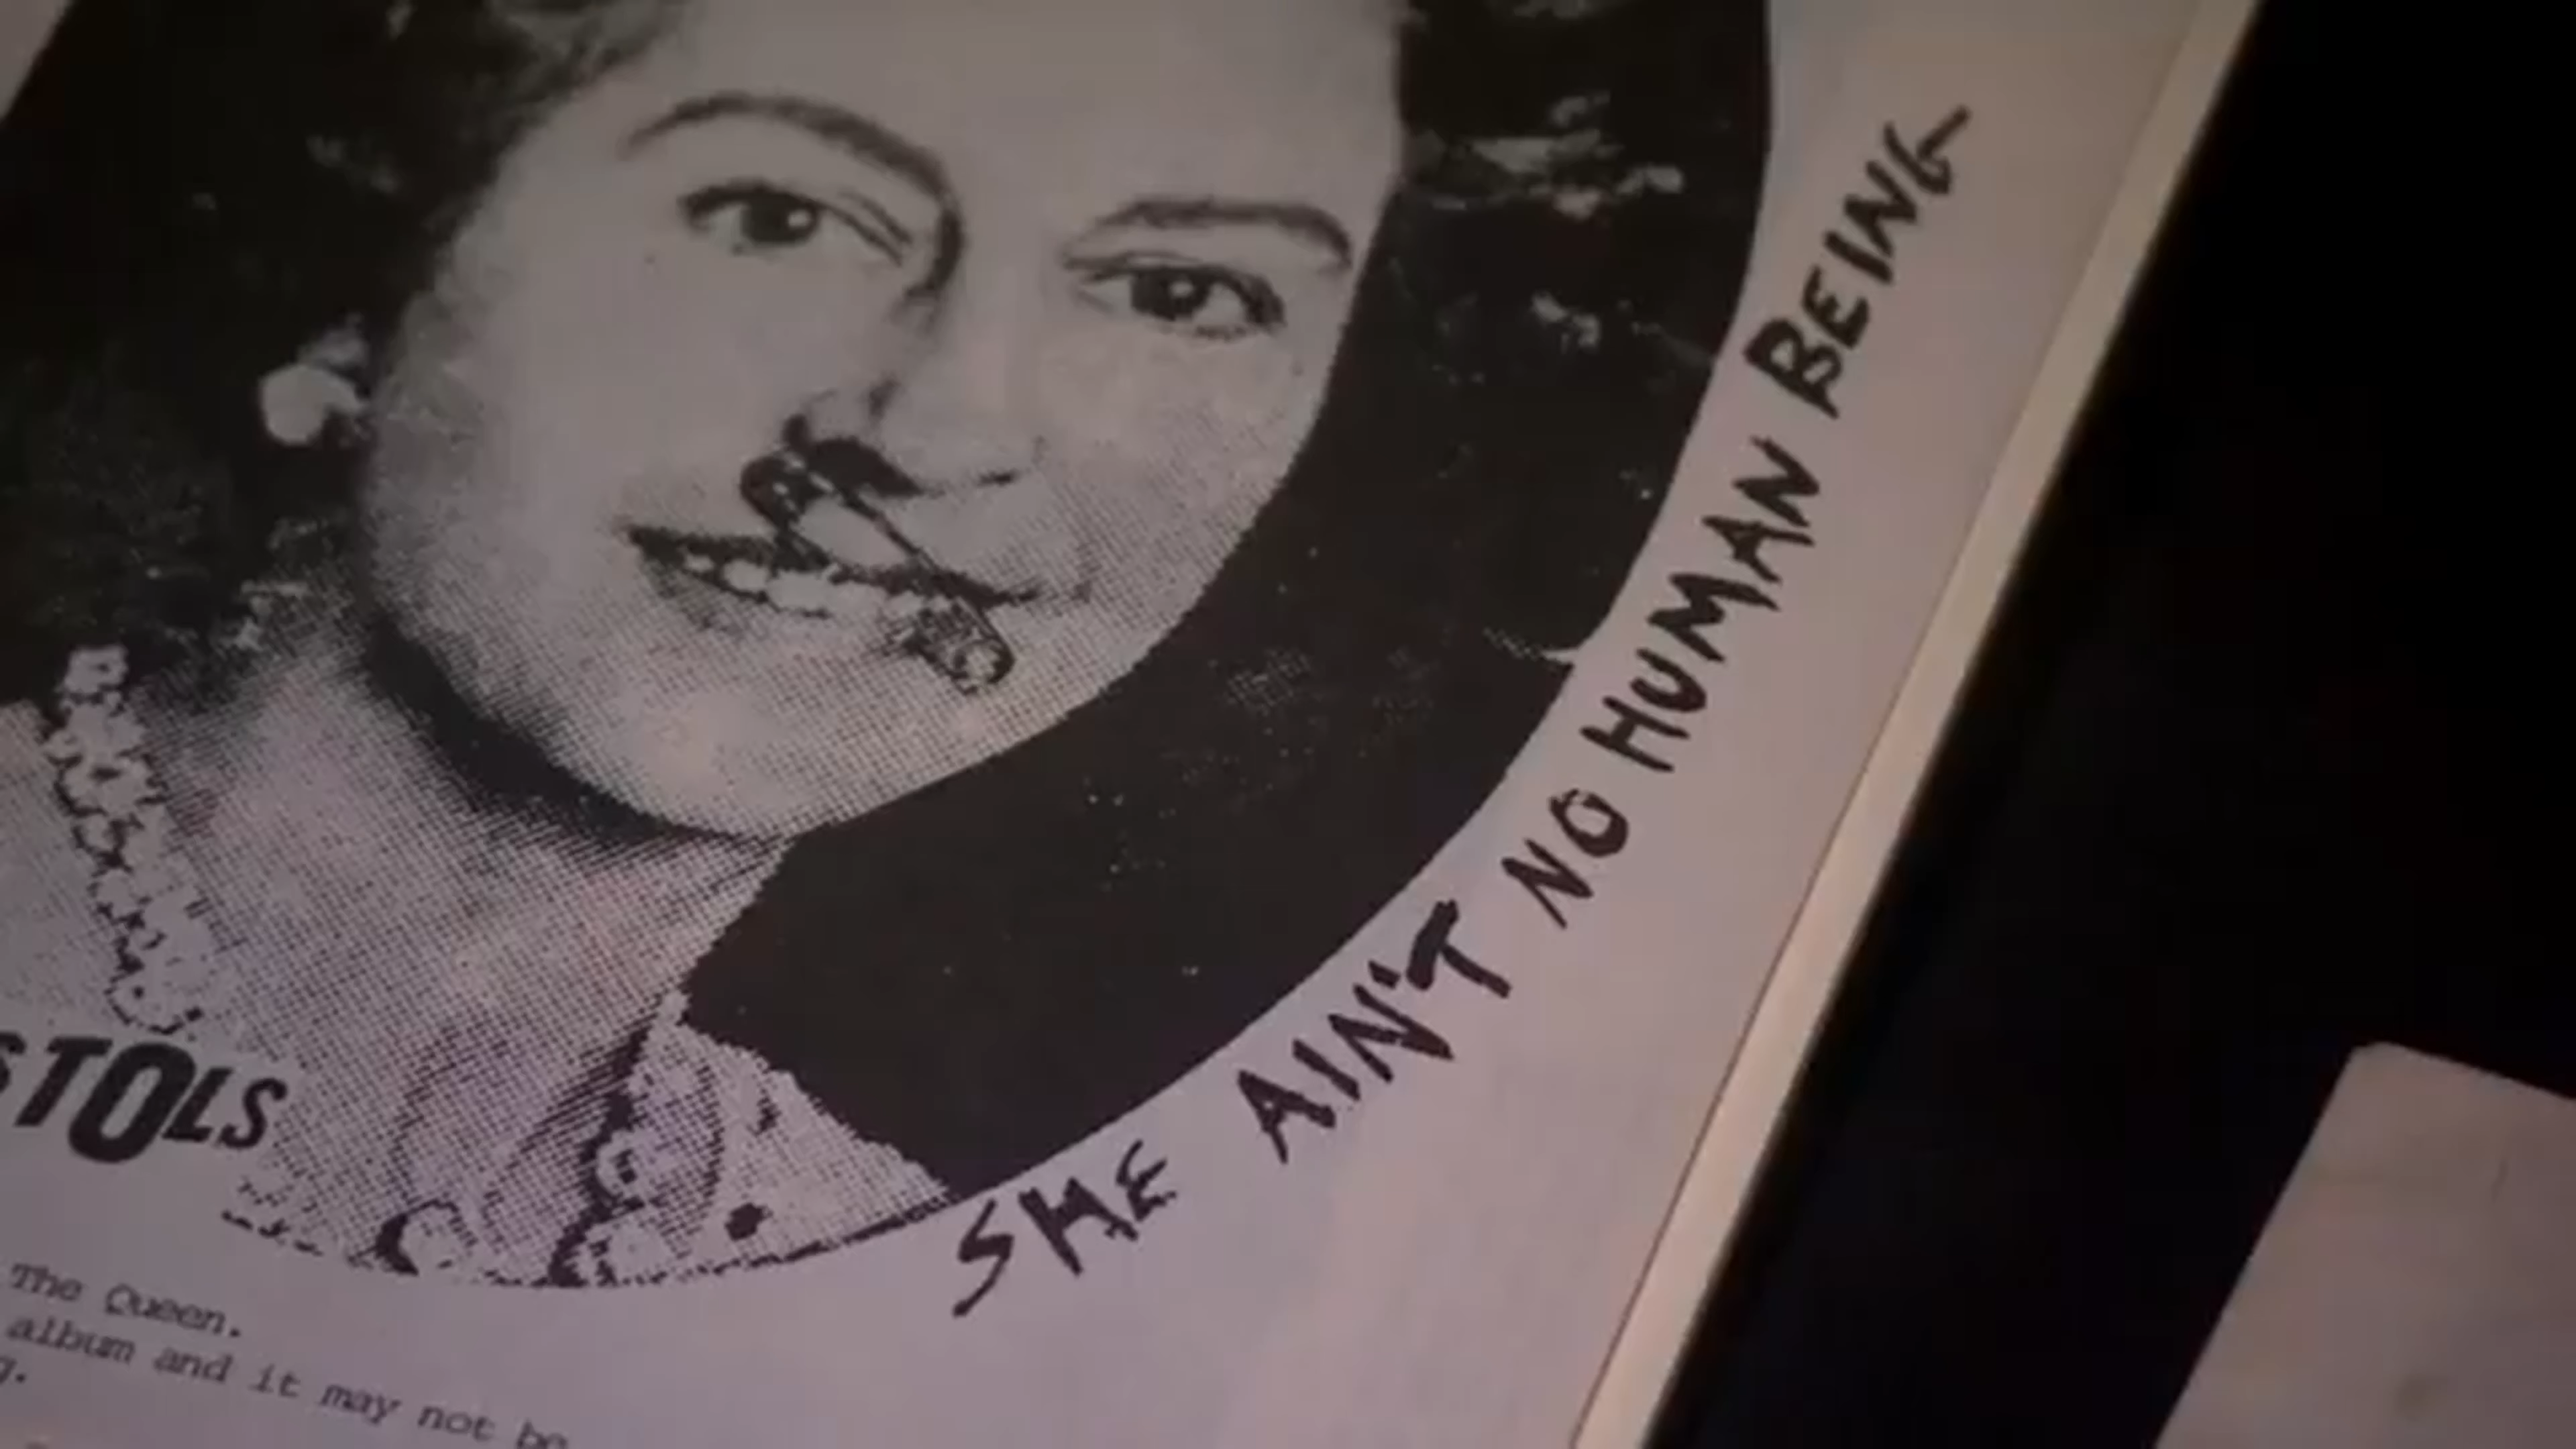 SHE AIN'T NO HUMAN BEING
STOLS
The Queen.
album and it may not be
g.